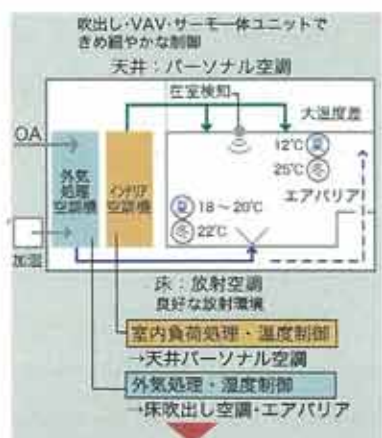 吹出し・VAV・サーモ一体ユニットで
きめ細やかな制御
天井：パーソナル空調
在室検知
大温度差
OA
12℃ 夏
25℃ 冬
外気
処理
空調機
インテリア
空調機
エアバリア
夏 18～20℃
冬 22℃
加湿
床：放射空調
良好な放射環境
室内負荷処理・温度制御
→天井パーソナル空調
外気処理・湿度制御
→床吹出し空調・エアバリア